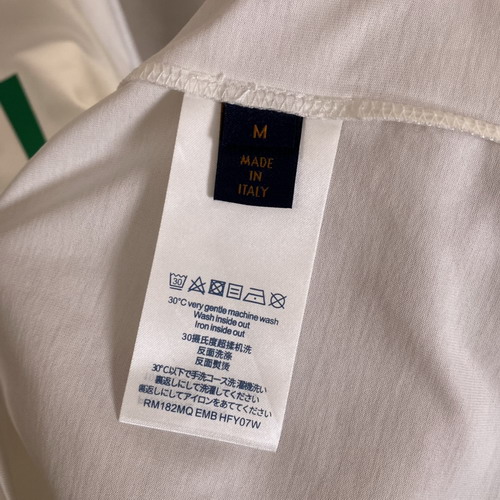 M
MADE
IN
ITALY
30
30°C very gentle machine wash
Wash inside out
Iron inside out
30摄氏度超揉机洗
反面洗涤
反面熨烫
30℃以下で手洗コース洗濯機洗い
裏返しにして洗濯してください
裏返しにしてアイロンをあててください
RM182MQ EMB HFY07W